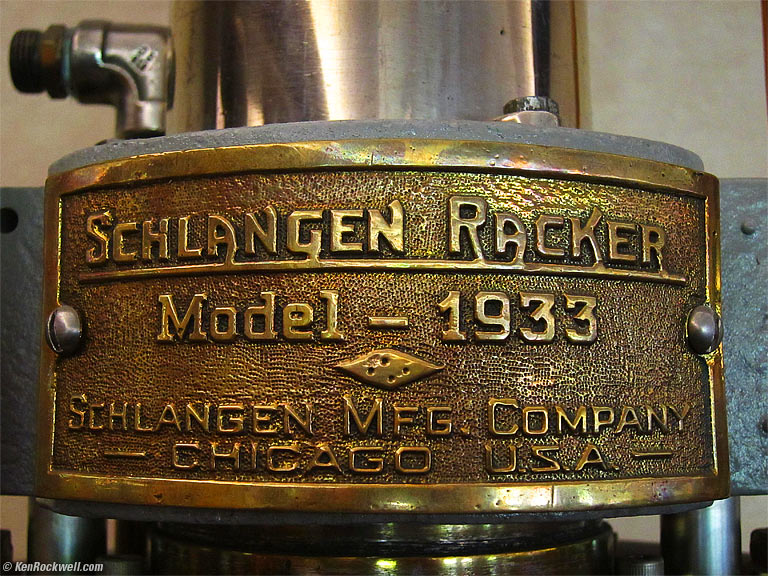 SCHLANGEN RACKER
Model - 1933
SCHLANGEN MFG. COMPANY
- CHICAGO U.S.A. -
© KenRockwell.com